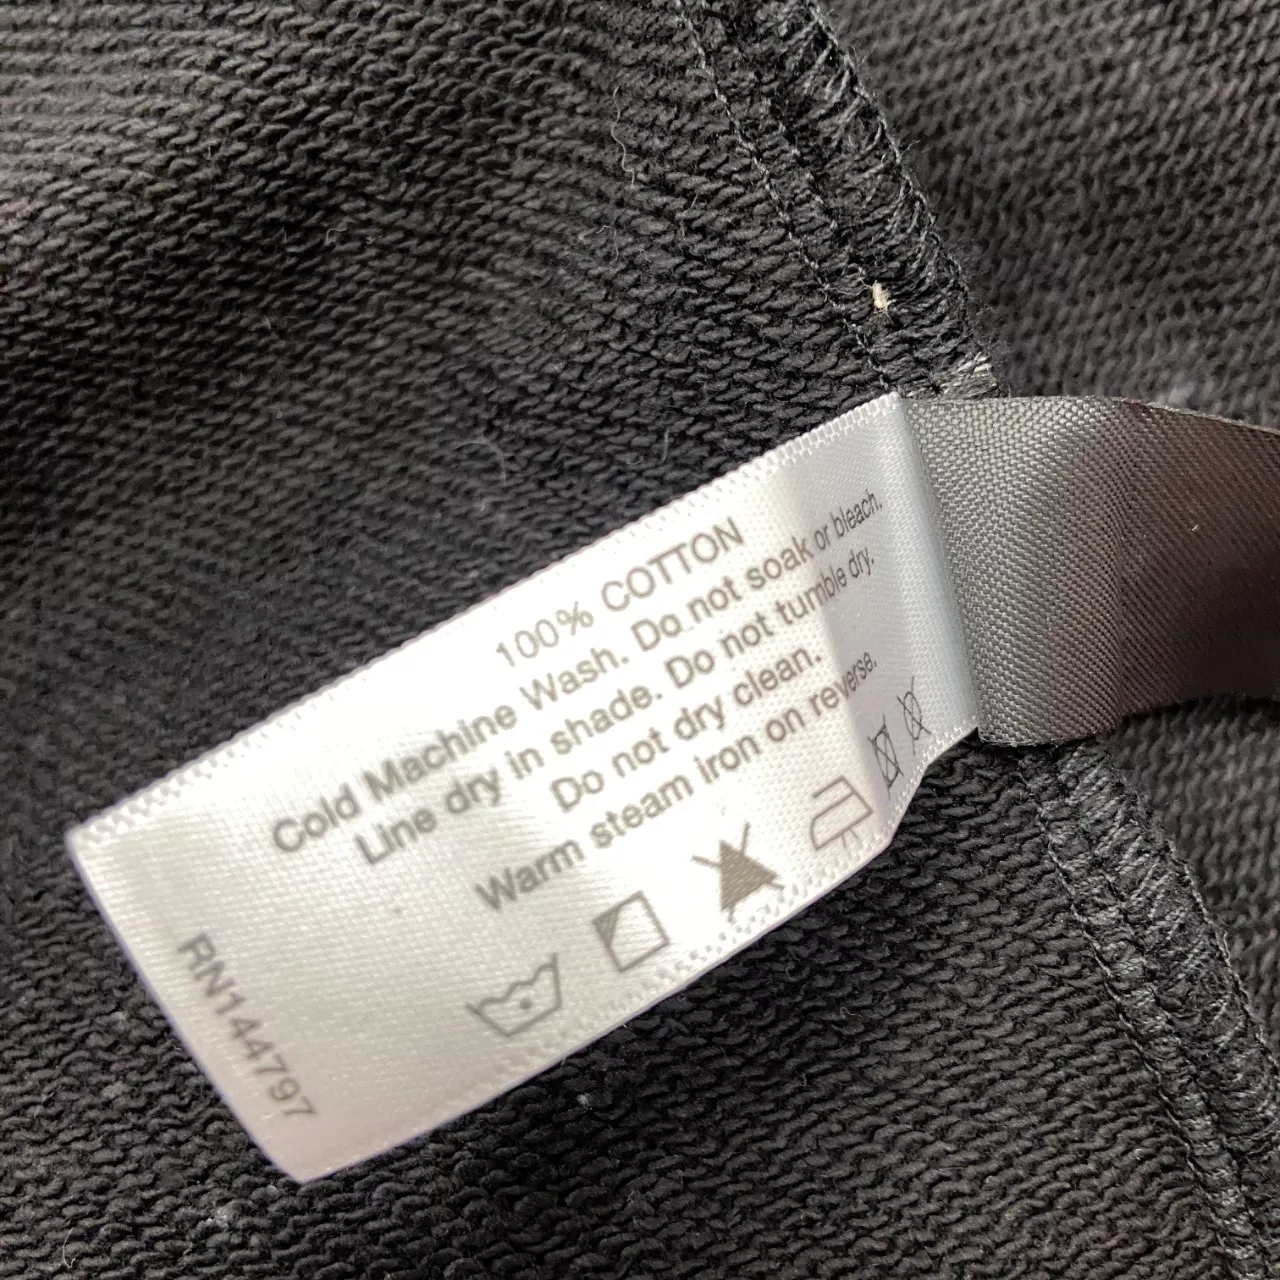 100% COTTON
Cold Machine Wash. Do not soak or bleach.
Line dry in shade. Do not tumble dry.
Do not dry clean.
Warm steam iron on reverse.
RN144797